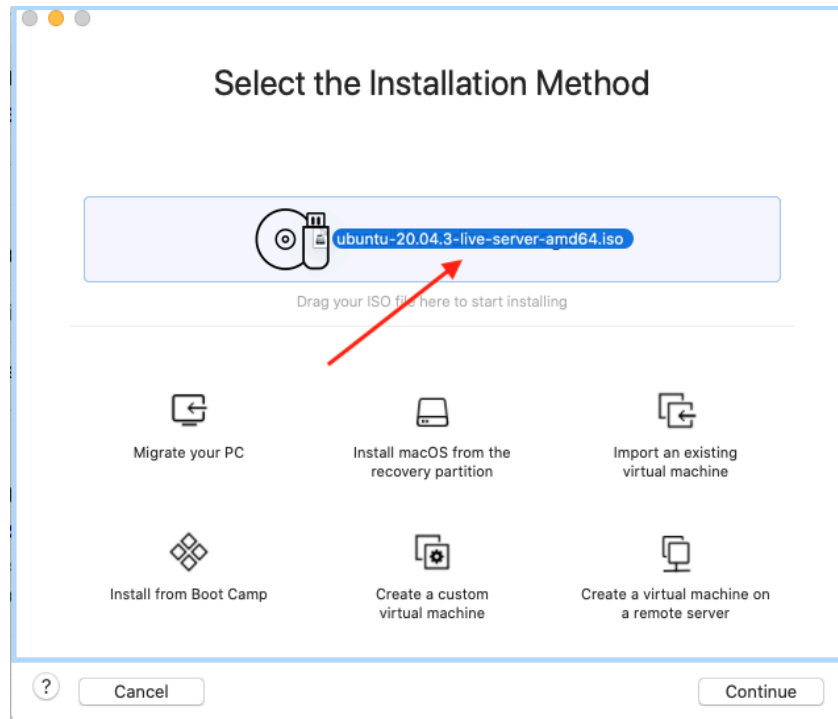 Select the Installation Method
ubuntu-20.04.3-live-server-amd64.iso
Drag your ISO file here to start installing
Migrate your PC
Install macOS from the
recovery partition
Import an existing
virtual machine
Install from Boot Camp
Create a custom
virtual machine
Create a virtual machine on
a remote server
?
Cancel
Continue